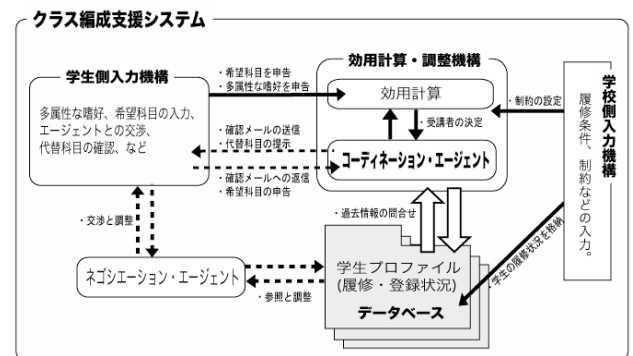 クラス編成支援システム
学生側入力機構
多属性な嗜好、希望科目の入力、
エージェントとの交渉、
代替科目の確認、など
・希望科目を申告
・多属性な嗜好を申告
効用計算・調整機構
効用計算
・受講者の決定
コーディネーション・エージェント
・制約の設定
学校側入力機構
履修条件、制約などの入力。
・確認メールの送信
・代替科目の提示
・確認メールへの返信
・希望科目の申告
・交渉と調整
・過去情報の問合せ
・学生の履修状況を格納
ネゴシエーション・エージェント
・参照と調整
学生プロファイル
(履修・登録状況)
データベース